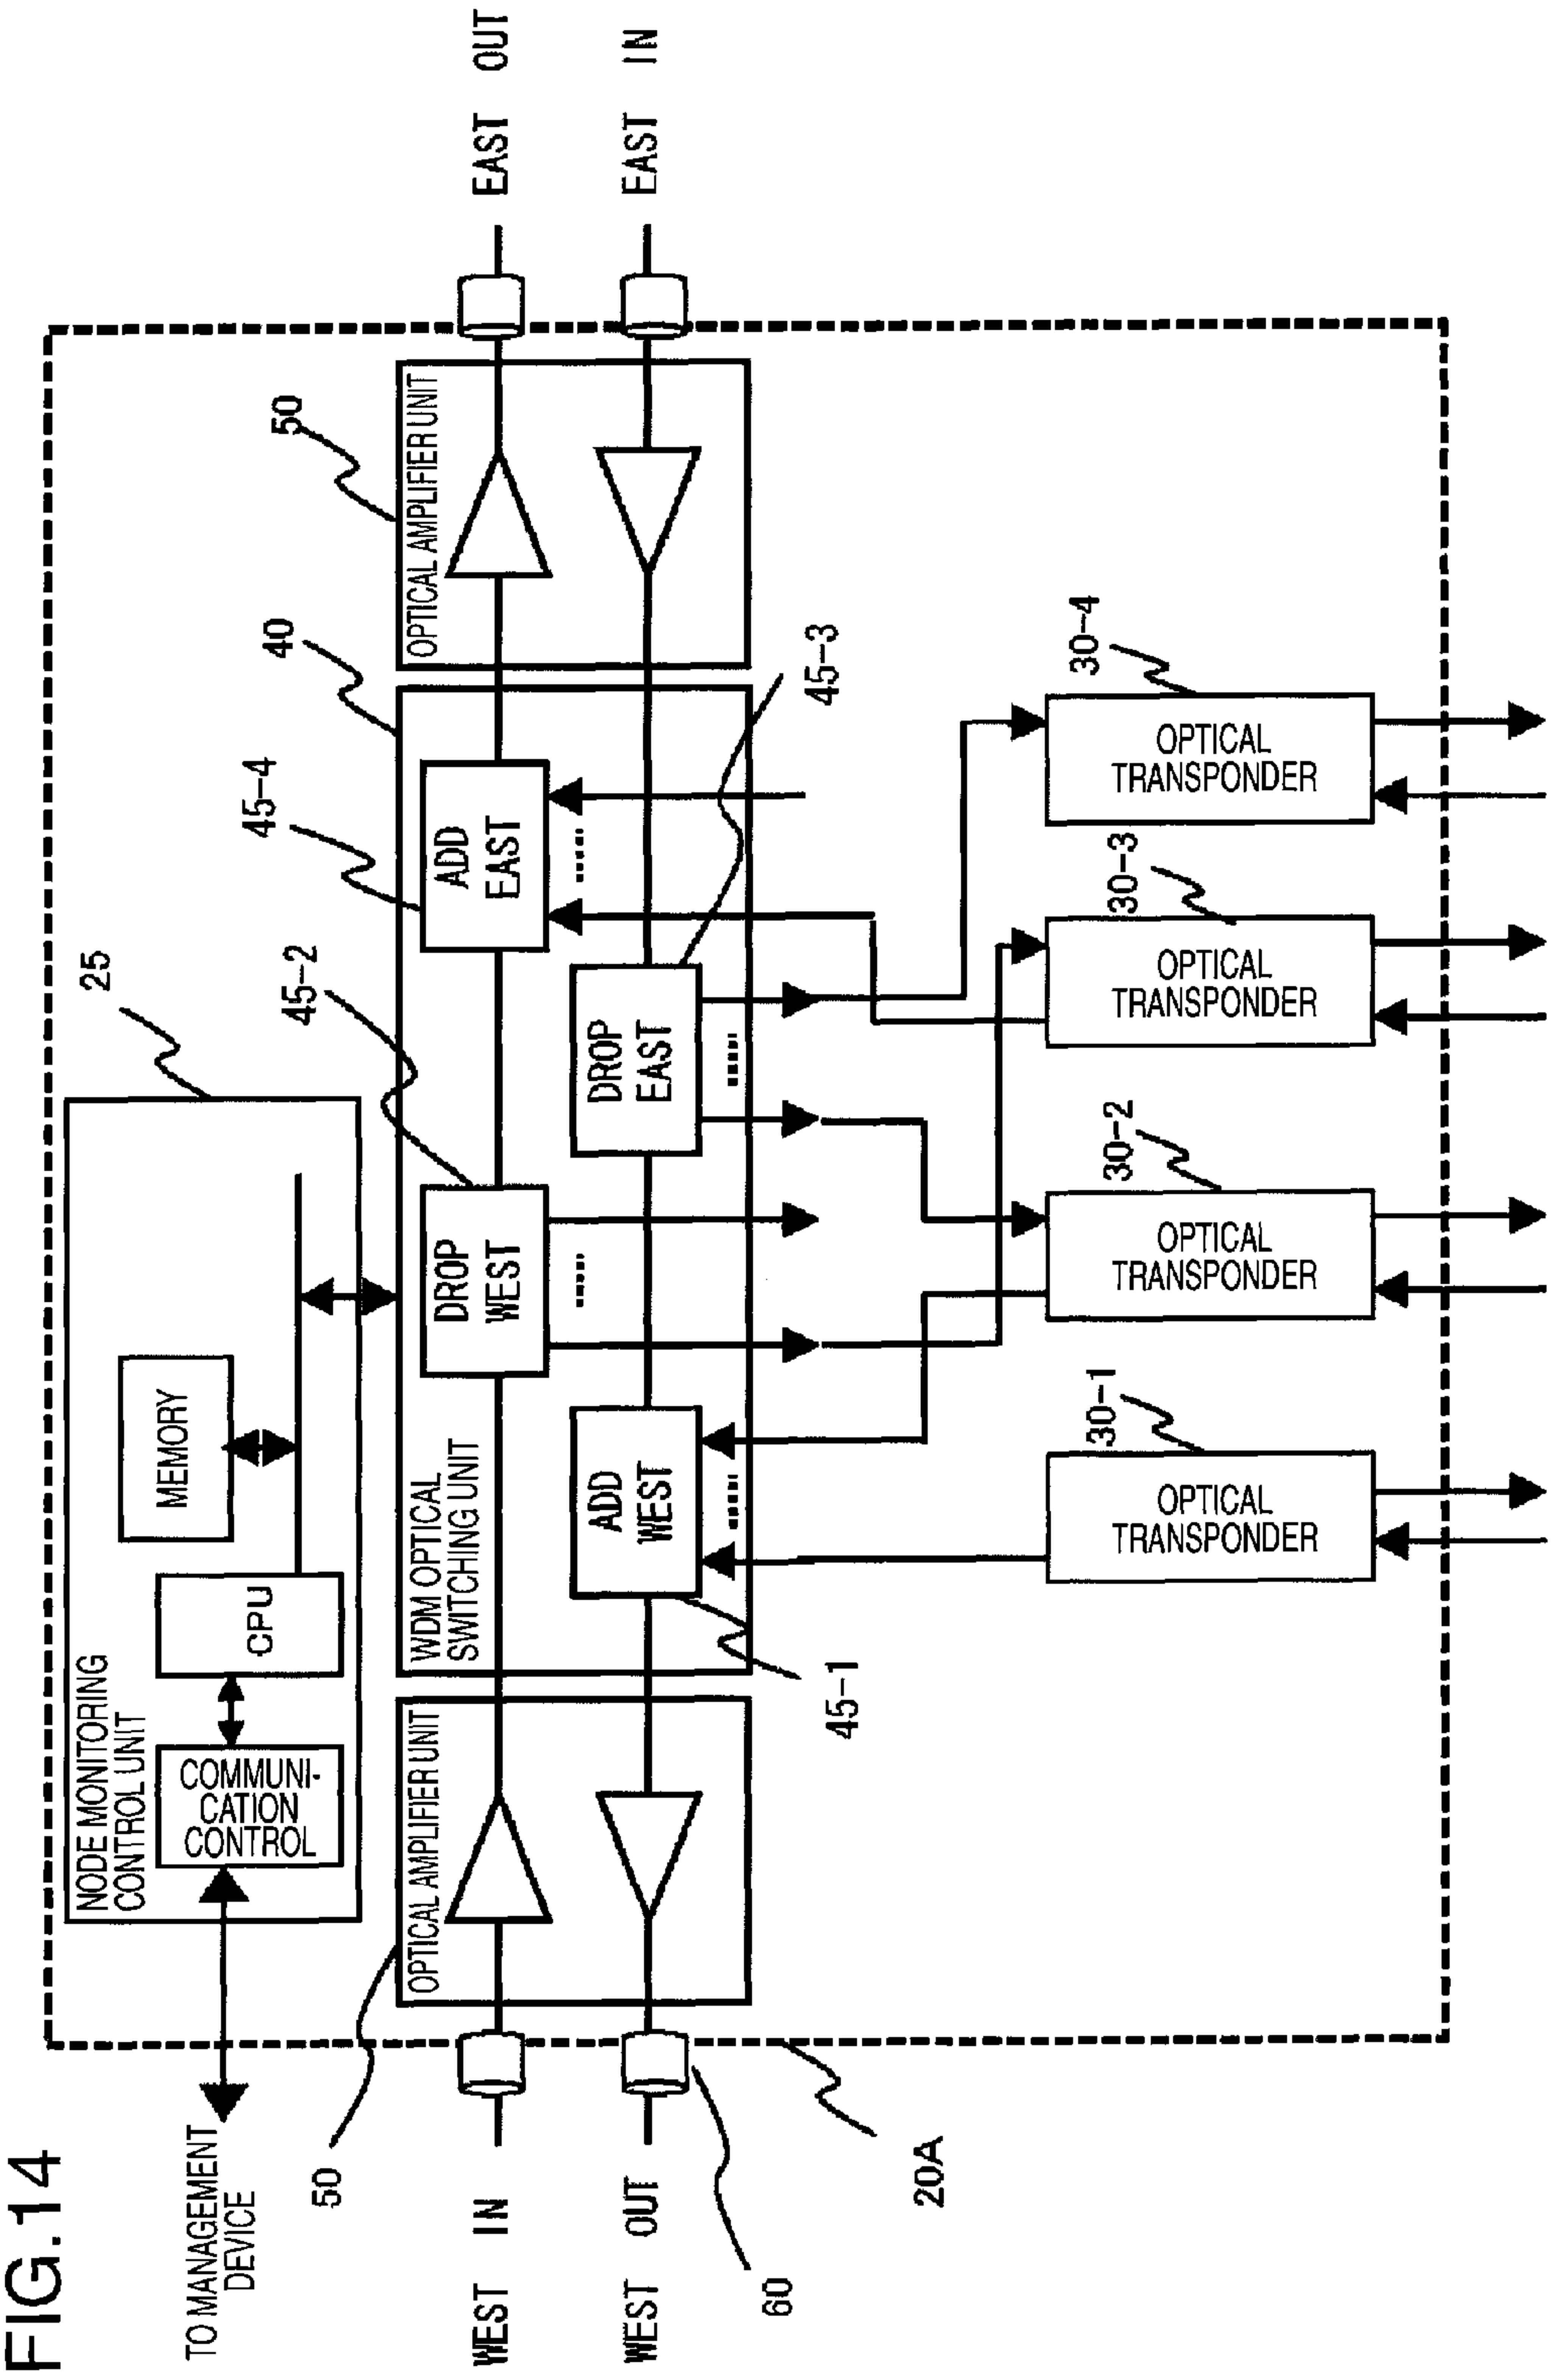 FIG.14
TO MANAGEMENT
DEVICE
NODE MONITORING
CONTROL UNIT
COMMUNI-
CATION
CONTROL
CPU
MEMORY
25
50
OPTICAL AMPLIFIER UNIT
WDM OPTICAL
SWITCHING UNIT
DROP
WEST
45-2
ADD
EAST
45-4
40
OPTICAL AMPLIFIER UNIT
50
WEST IN
EAST OUT
WEST OUT
EAST IN
60
ADD
WEST
45-1
DROP
EAST
45-3
20A
30-1
OPTICAL
TRANSPONDER
30-2
OPTICAL
TRANSPONDER
30-3
OPTICAL
TRANSPONDER
30-4
OPTICAL
TRANSPONDER